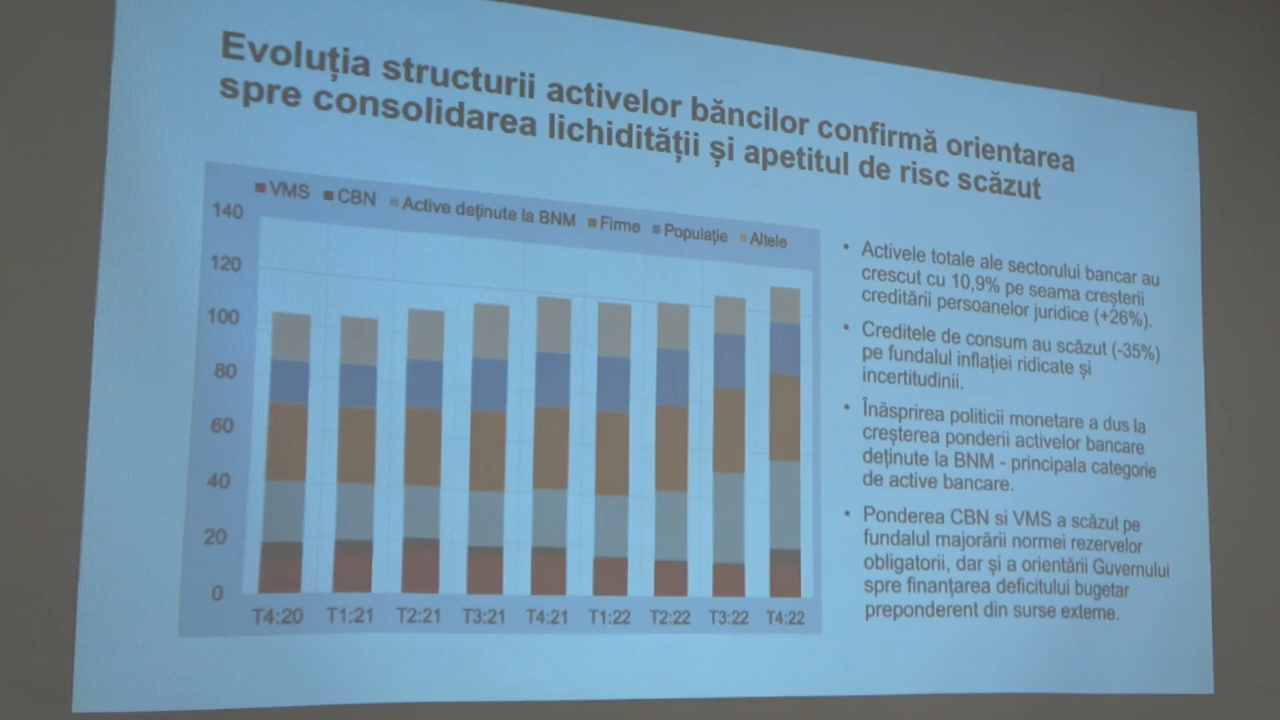 Evoluția structurii activelor băncilor confirmă orientarea
spre consolidarea lichidității și apetitul de risc scăzut
VMS CBN Active deținute la BNM Firme Populație Altele
140
120
100
80
60
40
20
0
T4:20 T1:21 T2:21 T3:21 T4:21 T1:22 T2:22 T3:22 T4:22
• Activele totale ale sectorului bancar au
crescut cu 10,9% pe seama creșterii
creditării persoanelor juridice (+26%).
• Creditele de consum au scăzut (-35%)
pe fundalul inflației ridicate și
incertitudinii.
• Înăsprirea politicii monetare a dus la
creșterea ponderii activelor bancare
deținute la BNM - principala categorie
de active bancare.
• Ponderea CBN si VMS a scăzut pe
fundalul majorării normei rezervelor
obligatorii, dar și a orientării Guvernului
spre finanțarea deficitului bugetar
preponderent din surse externe.